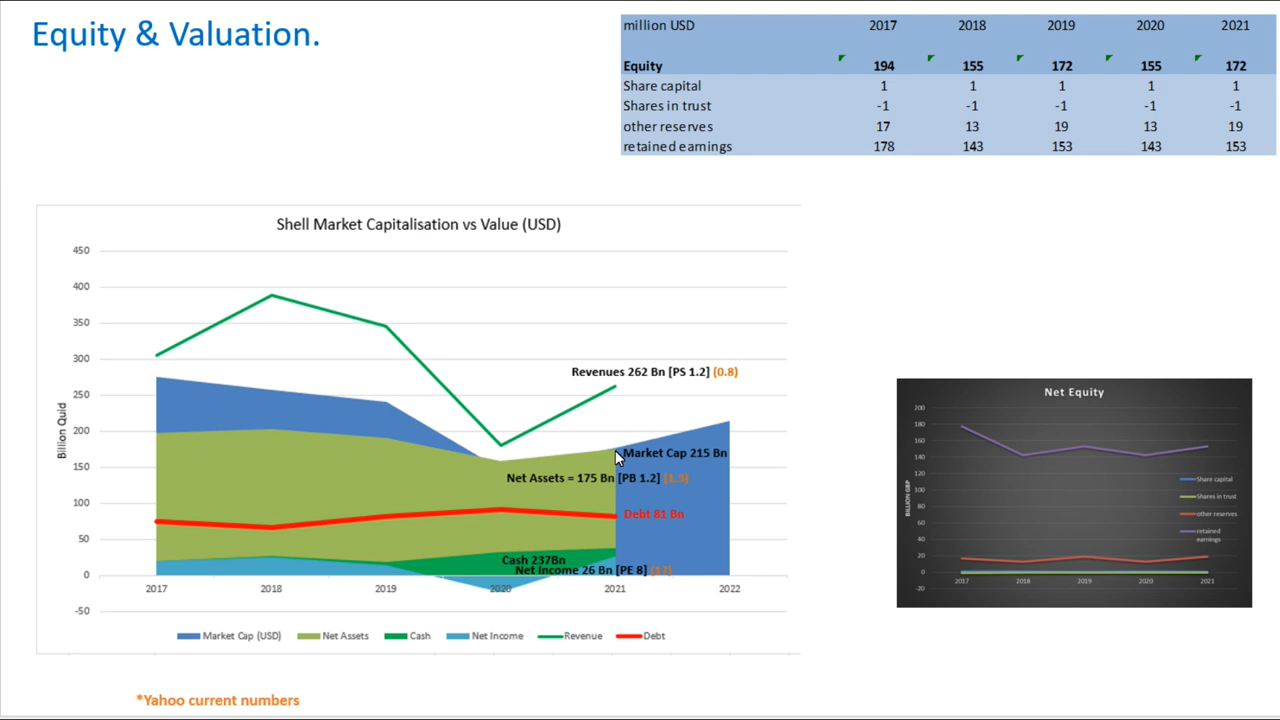 Equity & Valuation.
million USD 2017 2018 2019 2020 2021
Equity 194 155 172 155 172
Share capital 1 1 1 1 1
Shares in trust -1 -1 -1 -1 -1
other reserves 17 13 19 13 19
retained earnings 178 143 153 143 153
Shell Market Capitalisation vs Value (USD)
450
400
350
300
250
200
150
100
50
0
-50
Billion Quid
Revenues 262 Bn [PS 1.2] (0.8)
Market Cap 215 Bn
Net Assets = 175 Bn [PB 1.2] (1.3)
Debt 81 Bn
Cash 237Bn
Net Income 26 Bn [PE 8] (17)
2017 2018 2019 2020 2021 2022
Market Cap (USD) Net Assets Cash Net Income Revenue Debt
Net Equity
200
180
160
140
120
100
80
60
40
20
0
-20
BILLION GBP
Share capital
Shares in trust
other reserves
retained
earnings
2017 2018 2019 2020 2021
*Yahoo current numbers